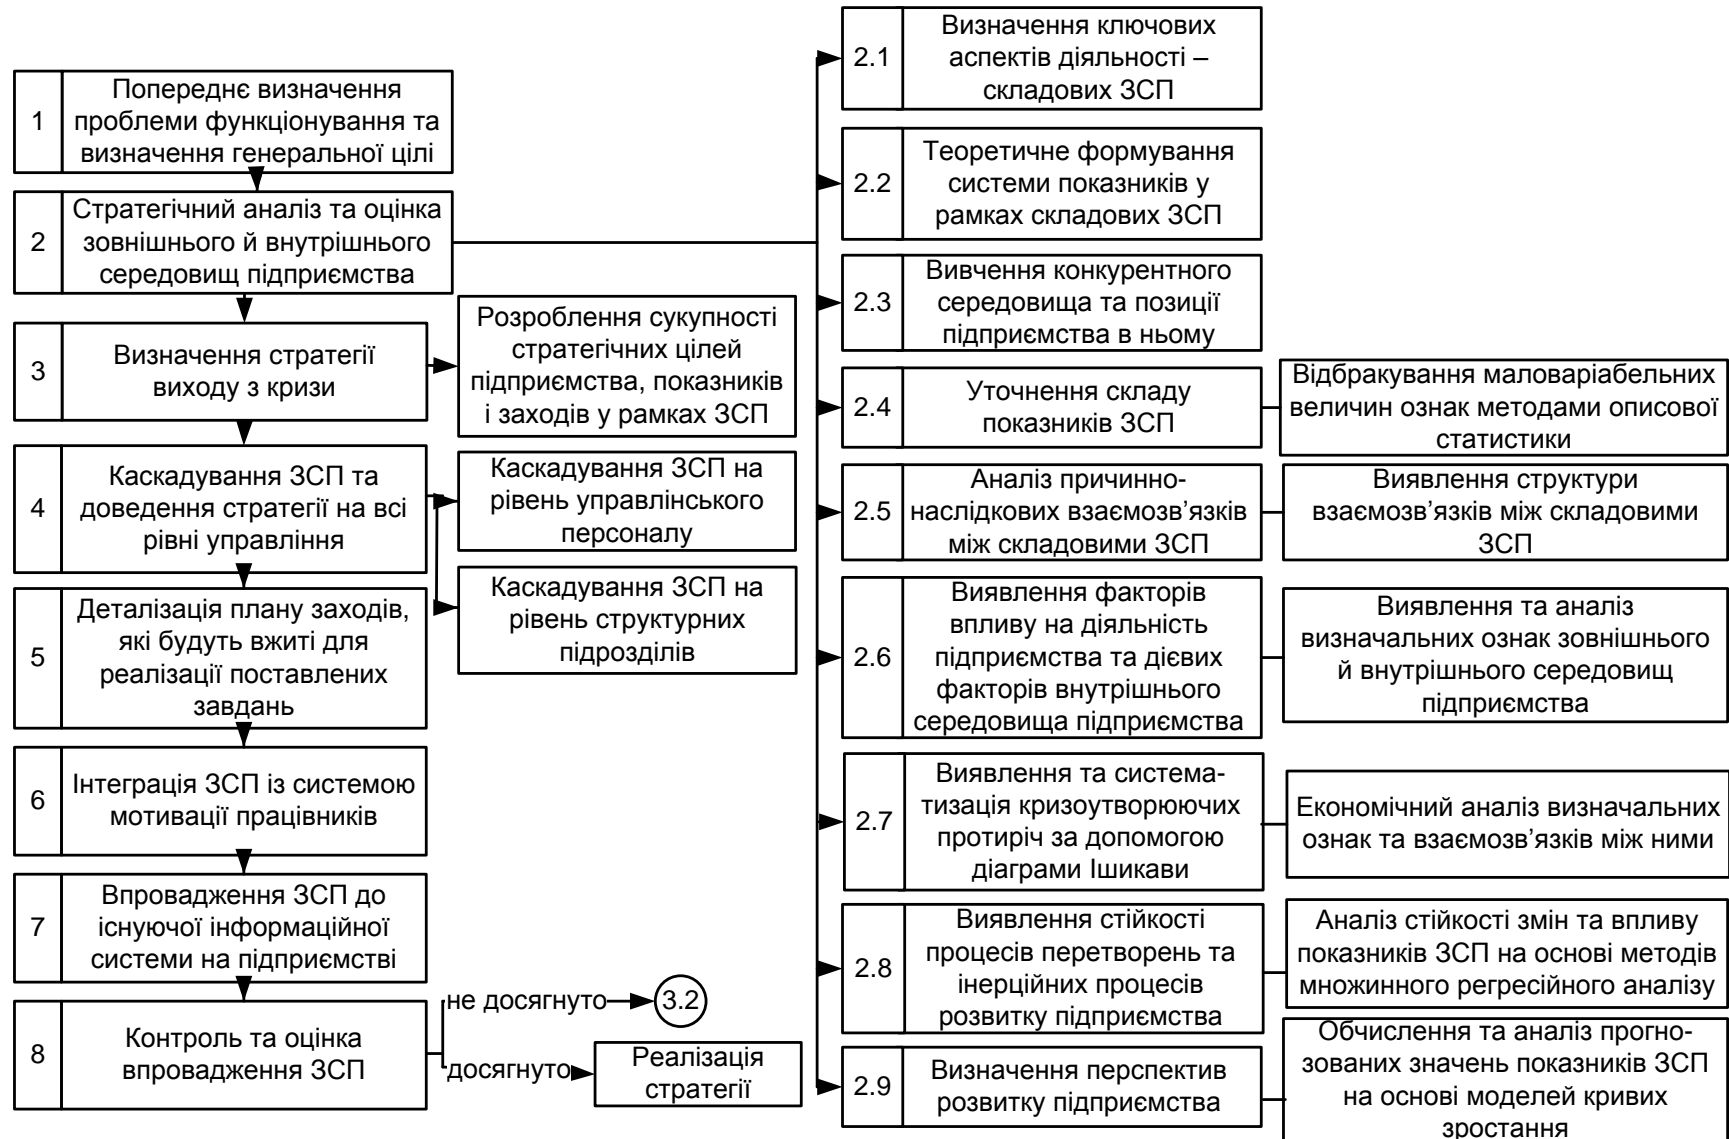 1
Попереднє визначення
проблеми функціонування та
визначення генеральної цілі
2
Стратегічний аналіз та оцінка
зовнішнього й внутрішнього
середовищ підприємства
3
Визначення стратегії
виходу з кризи
Розроблення сукупності
стратегічних цілей
підприємства, показників
і заходів у рамках ЗСП
4
Каскадування ЗСП та
доведення стратегії на всі
рівні управління
Каскадування ЗСП на
рівень управлінського
персоналу
Каскадування ЗСП на
рівень структурних
підрозділів
5
Деталізація плану заходів,
які будуть вжиті для
реалізації поставлених
завдань
6
Інтеграція ЗСП із системою
мотивації працівників
7
Впровадження ЗСП до
існуючої інформаційної
системи на підприємстві
8
Контроль та оцінка
впровадження ЗСП
не досягнуто
3.2
досягнуто
Реалізація
стратегії
2.1
Визначення ключових
аспектів діяльності –
складових ЗСП
2.2
Теоретичне формування
системи показників у
рамках складових ЗСП
2.3
Вивчення конкурентного
середовища та позиції
підприємства в ньому
2.4
Уточнення складу
показників ЗСП
Відбракування маловаріабельних
величин ознак методами описової
статистики
2.5
Аналіз причинно-
наслідкових взаємозв'язків
між складовими ЗСП
Виявлення структури
взаємозв'язків між складовими
ЗСП
2.6
Виявлення факторів
впливу на діяльність
підприємства та дієвих
факторів внутрішнього
середовища підприємства
Виявлення та аналіз
визначальних ознак зовнішнього
й внутрішнього середовищ
підприємства
2.7
Виявлення та система-
тизація кризоутворюючих
протиріч за допомогою
діаграми Ішикави
Економічний аналіз визначальних
ознак та взаємозв'язків між ними
2.8
Виявлення стійкості
процесів перетворень та
інерційних процесів
розвитку підприємства
Аналіз стійкості змін та впливу
показників ЗСП на основі методів
множинного регресійного аналізу
2.9
Визначення перспектив
розвитку підприємства
Обчислення та аналіз прогно-
зованих значень показників ЗСП
на основі моделей кривих
зростання